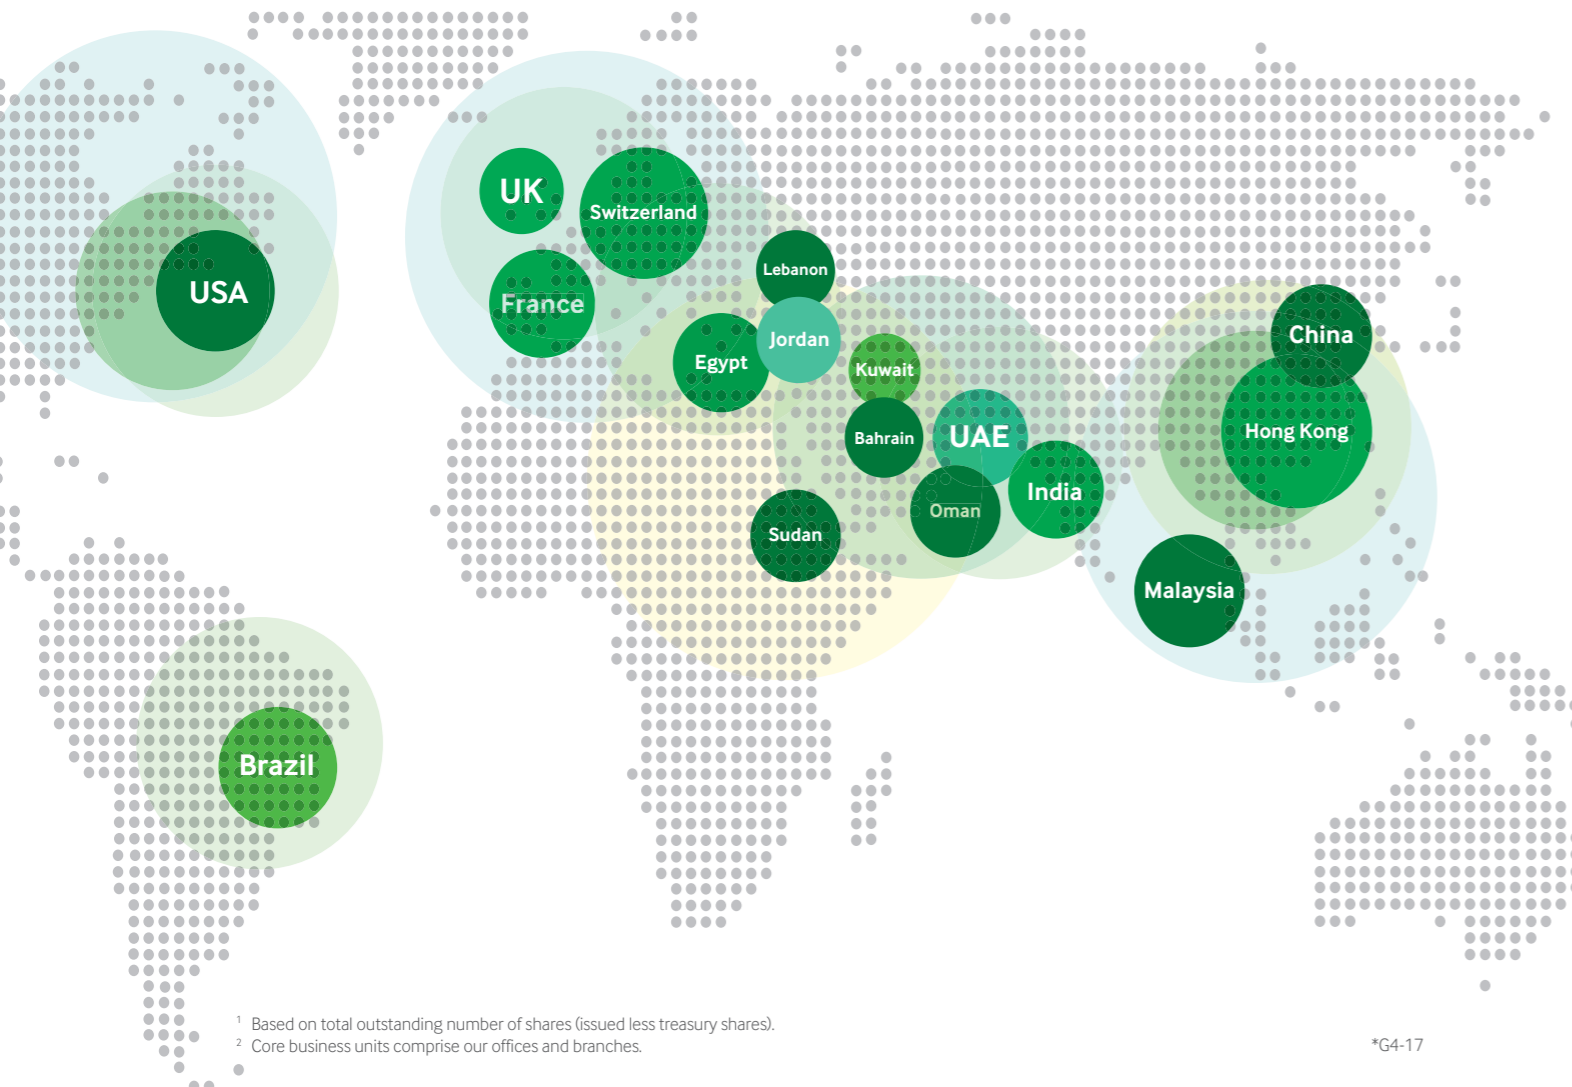 UK
Switzerland
Lebanon
USA
France
Jordan
China
Egypt
Kuwait
Bahrain
UAE
Hong Kong
India
Oman
Sudan
Malaysia
Brazil
1 Based on total outstanding number of shares (issued less treasury shares).
2 Core business units comprise our offices and branches.
*G4-17